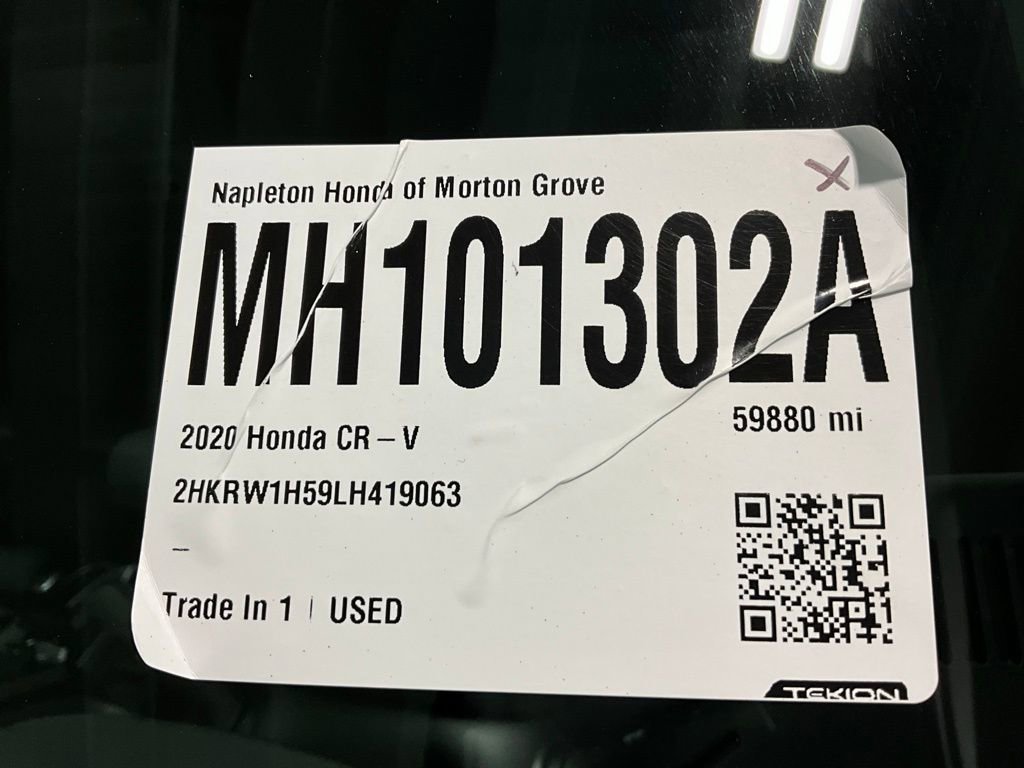 Napleton Honda of Morton Grove
MH101302A
59880 mi
2020 Honda CR – V
2HKRW1H59LH419063
–
Trade In 1 | USED
TEKION